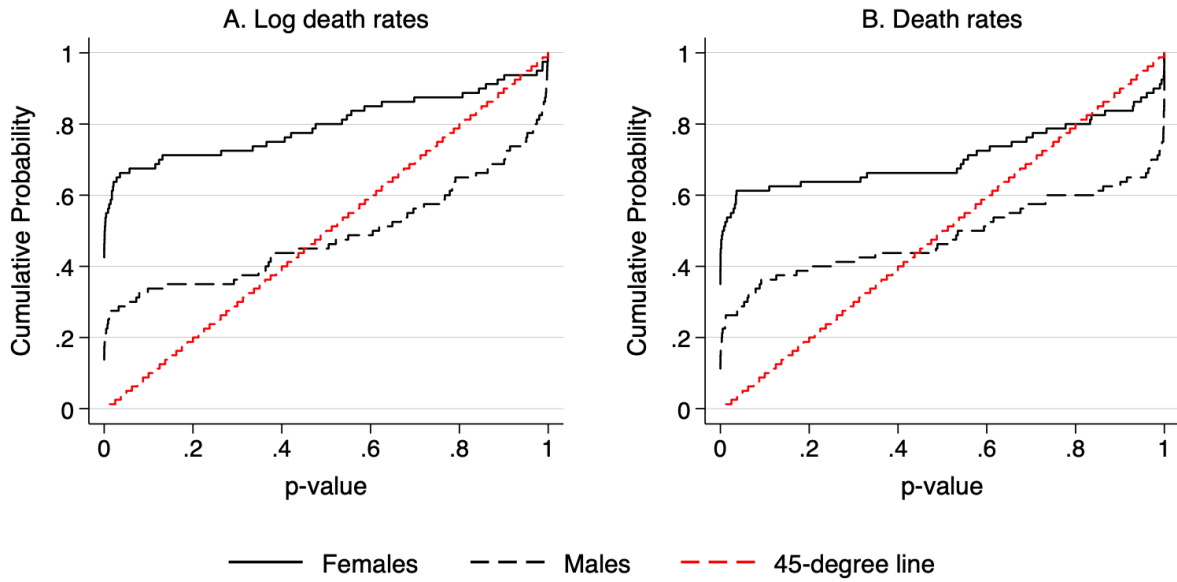 A. Log death rates
Cumulative Probability
1
.8
.6
.4
.2
0
0 .2 .4 .6 .8 1
p-value
B. Death rates
Cumulative Probability
1
.8
.6
.4
.2
0
0 .2 .4 .6 .8 1
p-value
Females Males 45-degree line